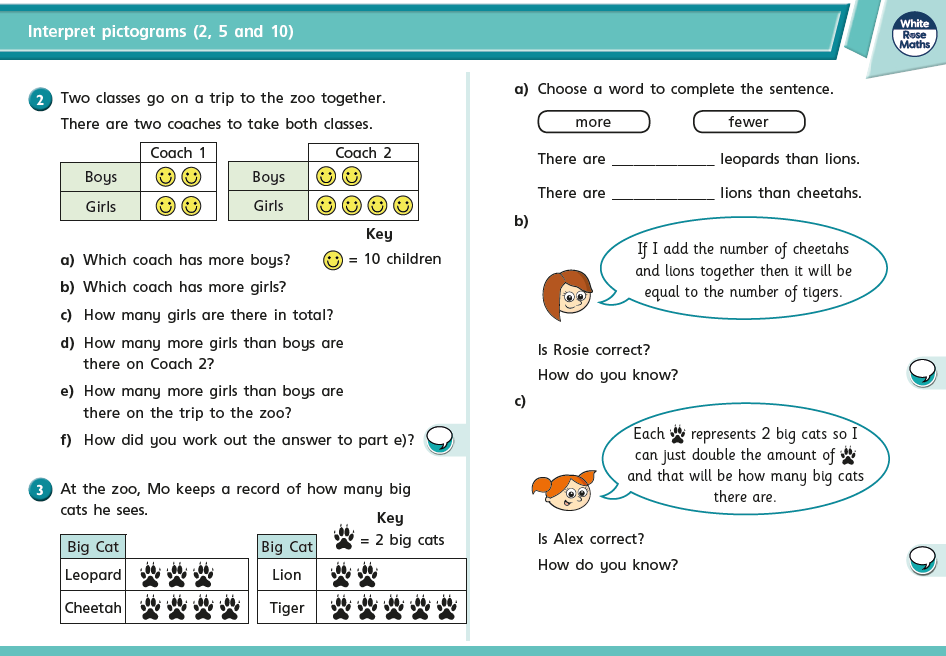 Interpret pictograms (2, 5 and 10)
White
Rose
Maths
2 Two classes go on a trip to the zoo together.
There are two coaches to take both classes.
Coach 1
Boys
Girls
Coach 2
Boys
Girls
Key
= 10 children
a) Which coach has more boys?
b) Which coach has more girls?
c) How many girls are there in total?
d) How many more girls than boys are
there on Coach 2?
e) How many more girls than boys are
there on the trip to the zoo?
f) How did you work out the answer to part e)?
3 At the zoo, Mo keeps a record of how many big
cats he sees.
Key
= 2 big cats
Big Cat
Leopard
Cheetah
Big Cat
Lion
Tiger
a) Choose a word to complete the sentence.
more fewer
There are _____________ leopards than lions.
There are _____________ lions than cheetahs.
b)
If I add the number of cheetahs
and lions together then it will be
equal to the number of tigers.
Is Rosie correct?
How do you know?
c)
Each represents 2 big cats so I
can just double the amount of
and that will be how many big cats
there are.
Is Alex correct?
How do you know?